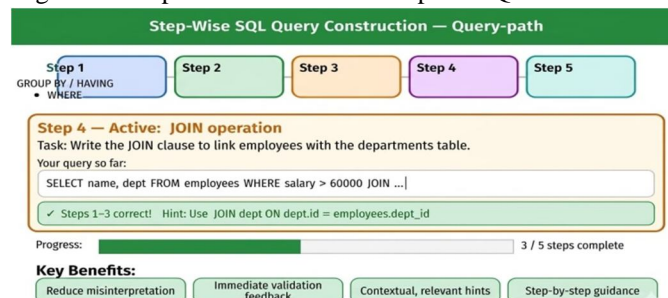 Step-Wise SQL Query Construction — Query-path
Step 1
Step 2
Step 3
Step 4
Step 5
GROUP BY / HAVING
• WHERE
Step 4 — Active: JOIN operation
Task: Write the JOIN clause to link employees with the departments table.
Your query so far:
SELECT name, dept FROM employees WHERE salary > 60000 JOIN ...|
✓ Steps 1–3 correct! Hint: Use JOIN dept ON dept.id = employees.dept_id
Progress:
3 / 5 steps complete
Key Benefits:
Reduce misinterpretation
Immediate validation
feedback
Contextual, relevant hints
Step-by-step guidance